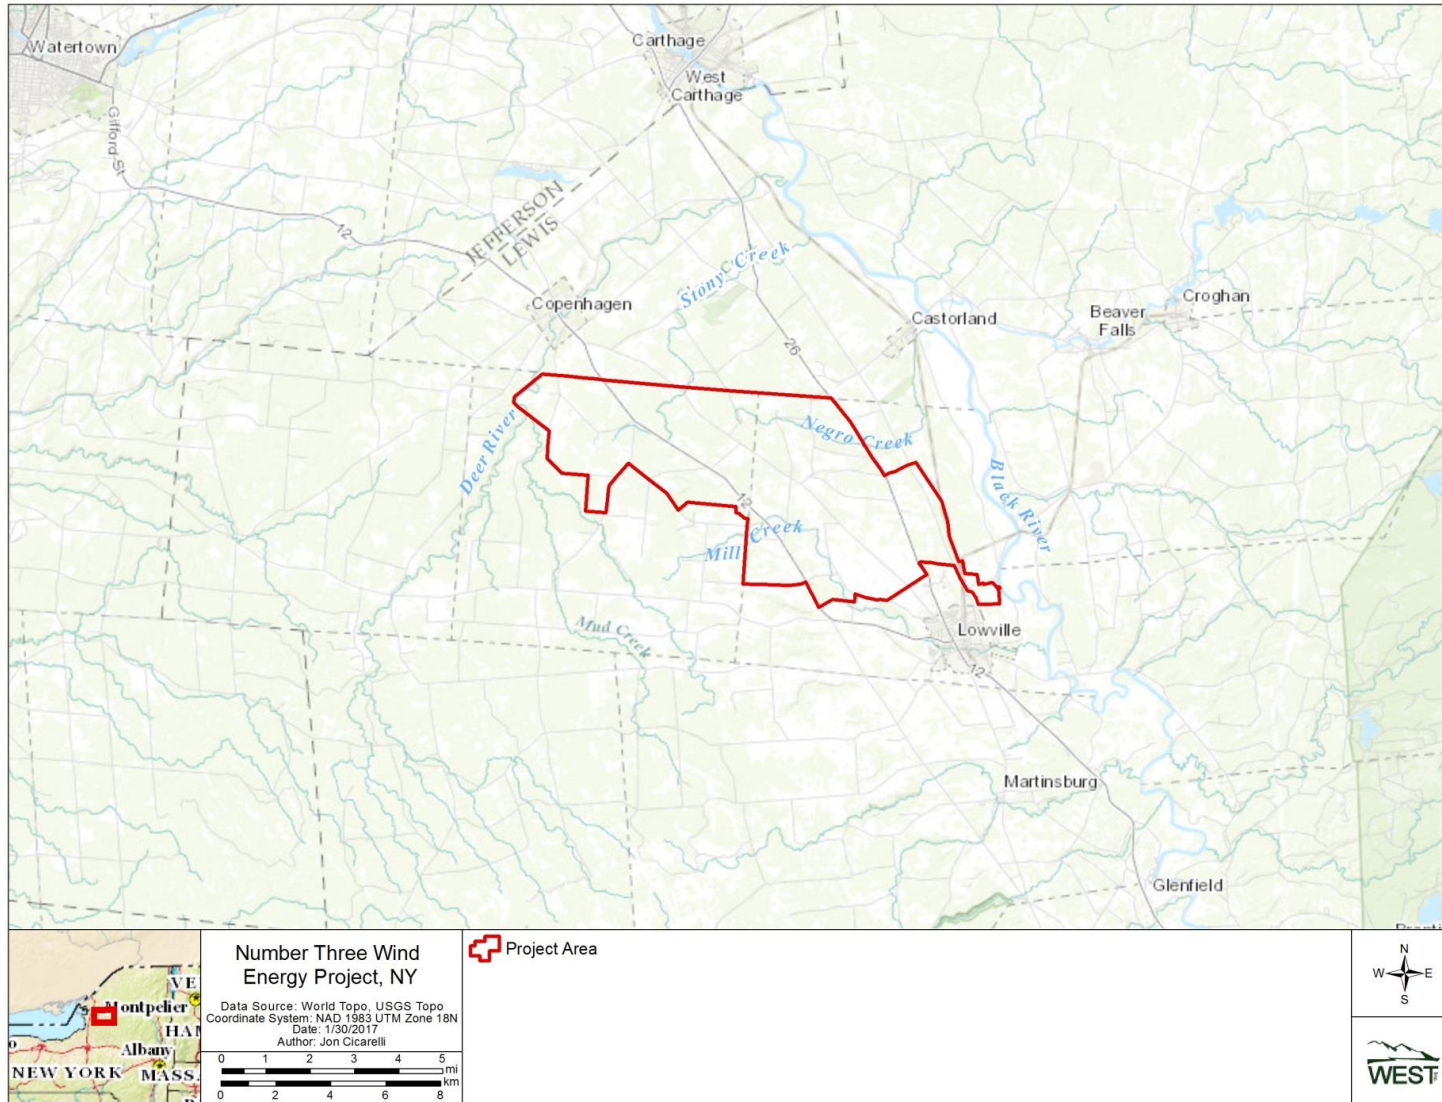 Watertown
Carthage
West
Carthage
Gifford St
12
JEFFERSON
LEWIS
Stony Creek
Copenhagen
26
Castorland
Beaver
Falls
Croghan
Deer River
Negro Creek
Black River
12
Mill Creek
Mud Creek
Lowville
12
Martinsburg
Glenfield
Number Three Wind
Energy Project, NY
Data Source: World Topo, USGS Topo
Coordinate System: NAD 1983 UTM Zone 18N
Date: 1/30/2017
Author: Jon Cicarelli
0 1 2 3 4 5
mi
km
0 2 4 6 8
Project Area
VE
Montpelier
HAM
Albany
NEW YORK
MASS
N
W E
S
WEST